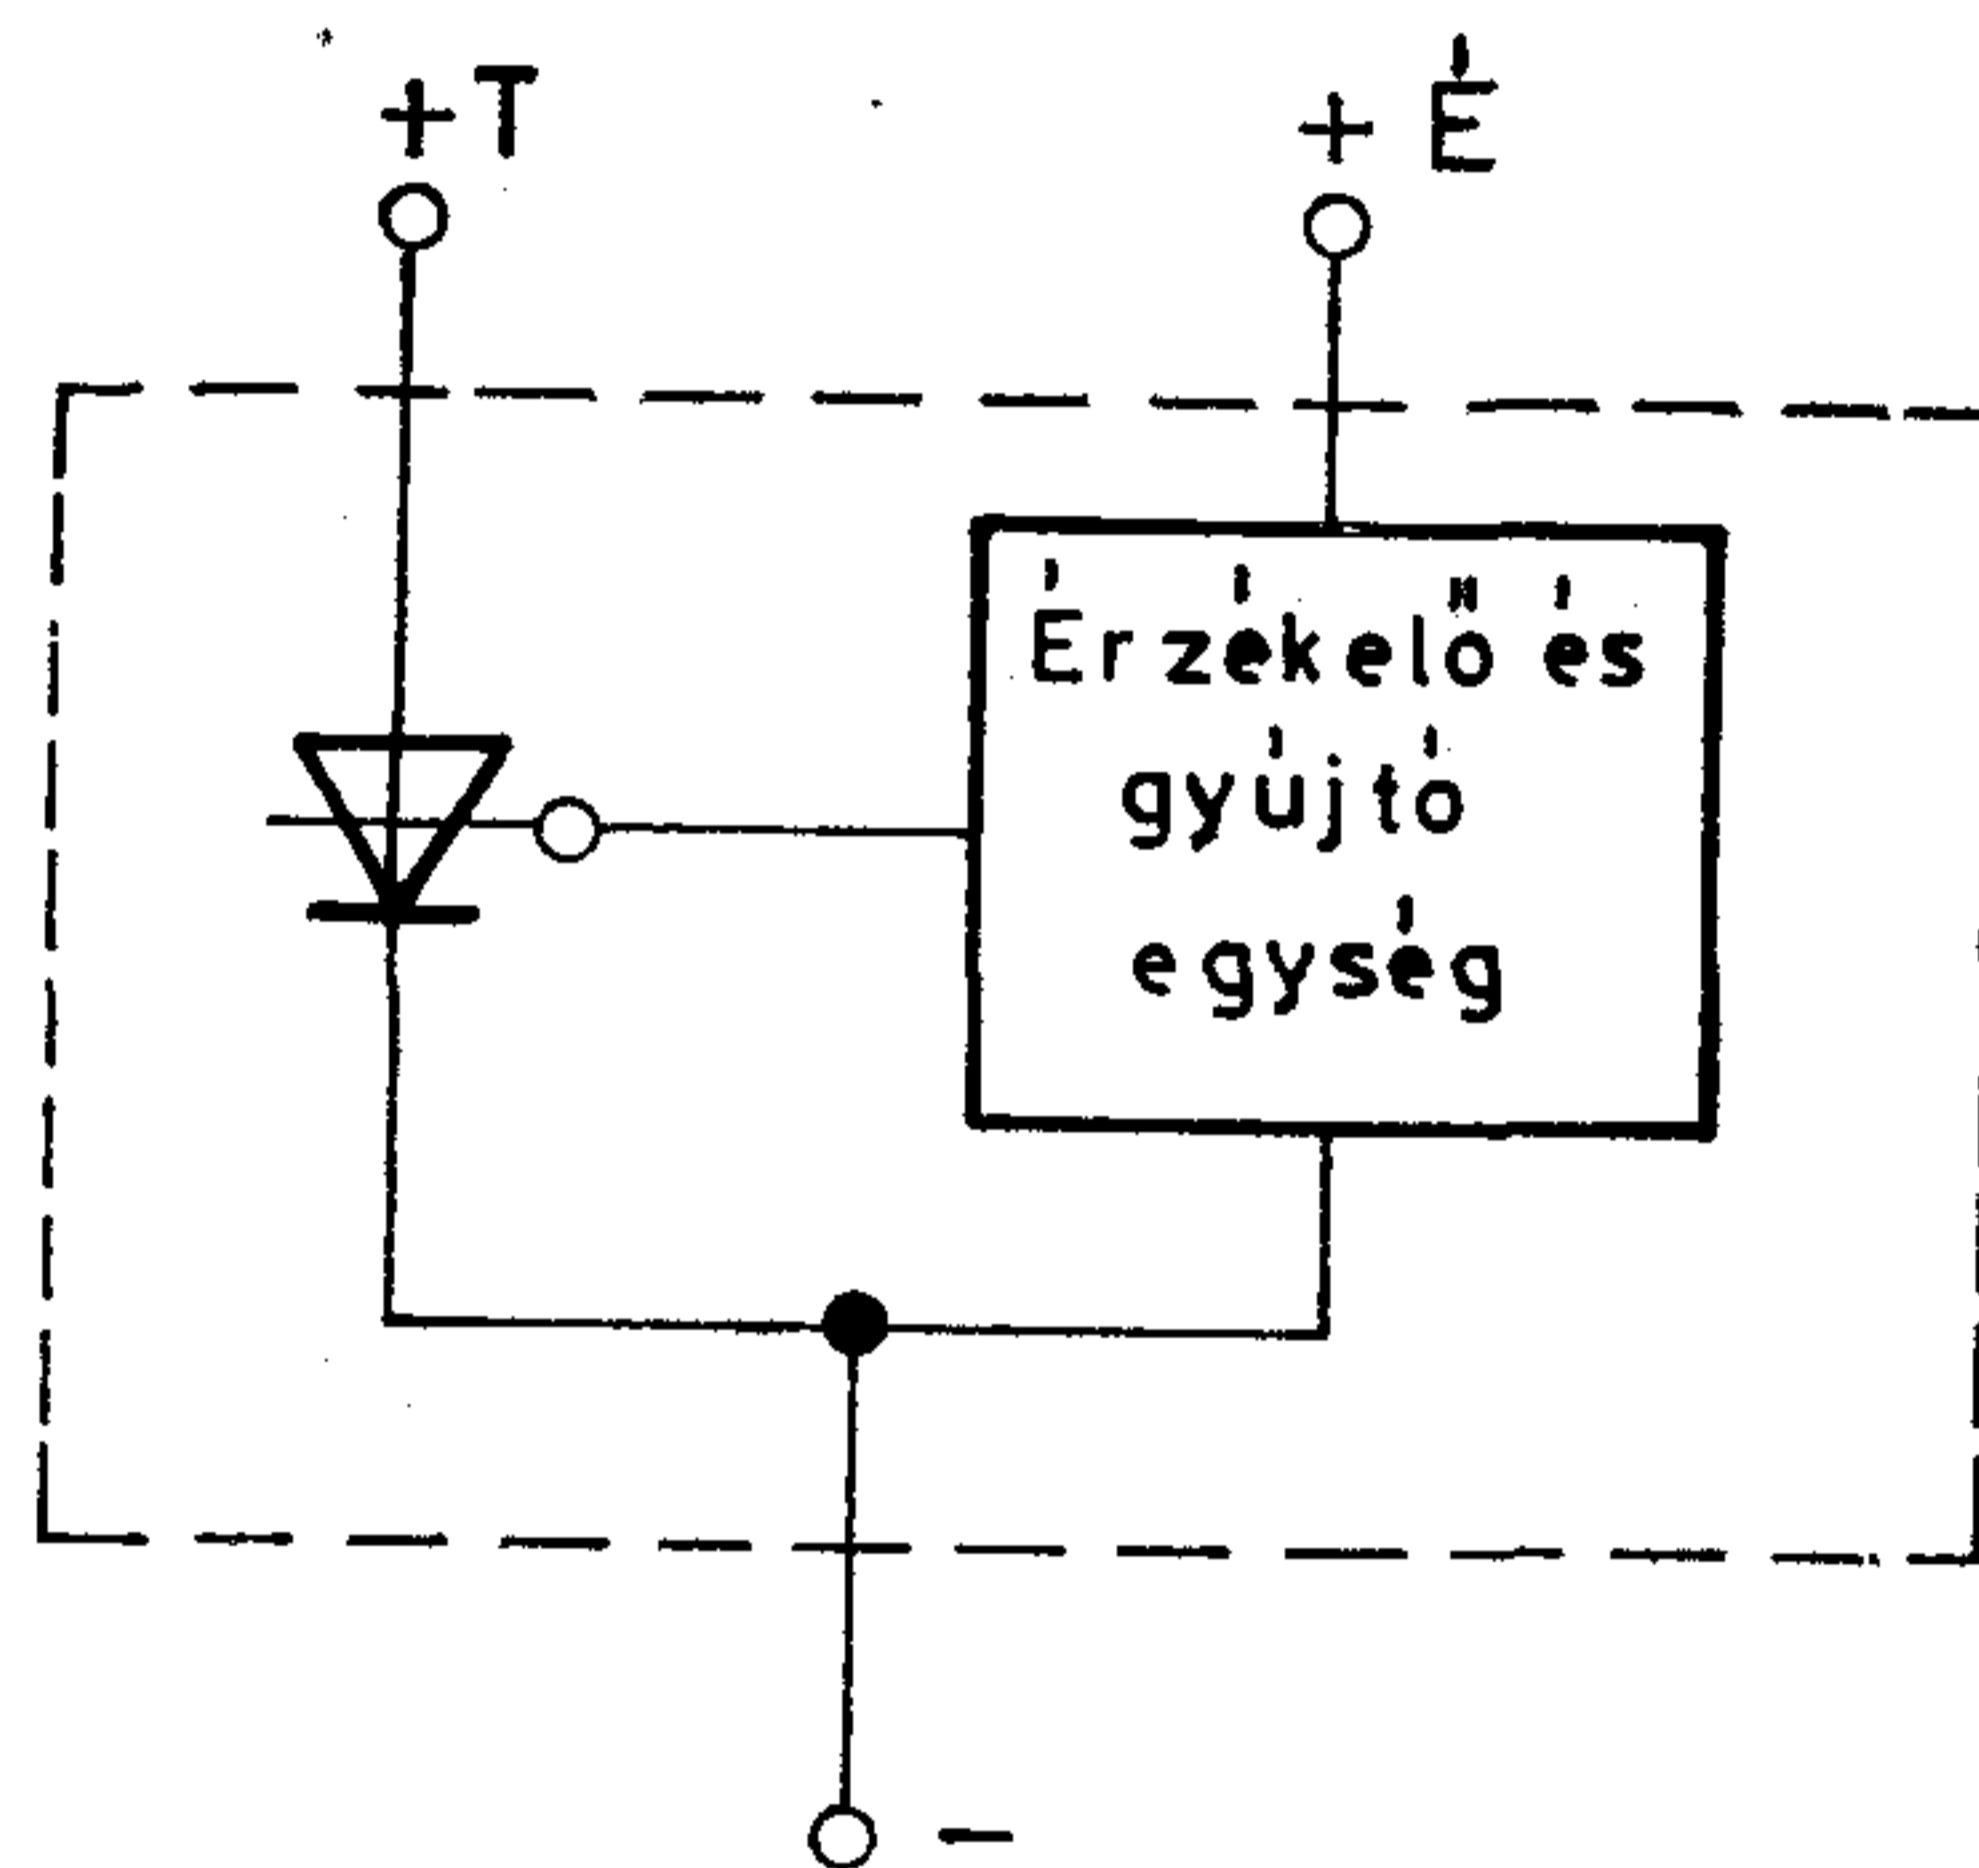 +T
+ É
Érzékelő és
gyújtó
egység
−